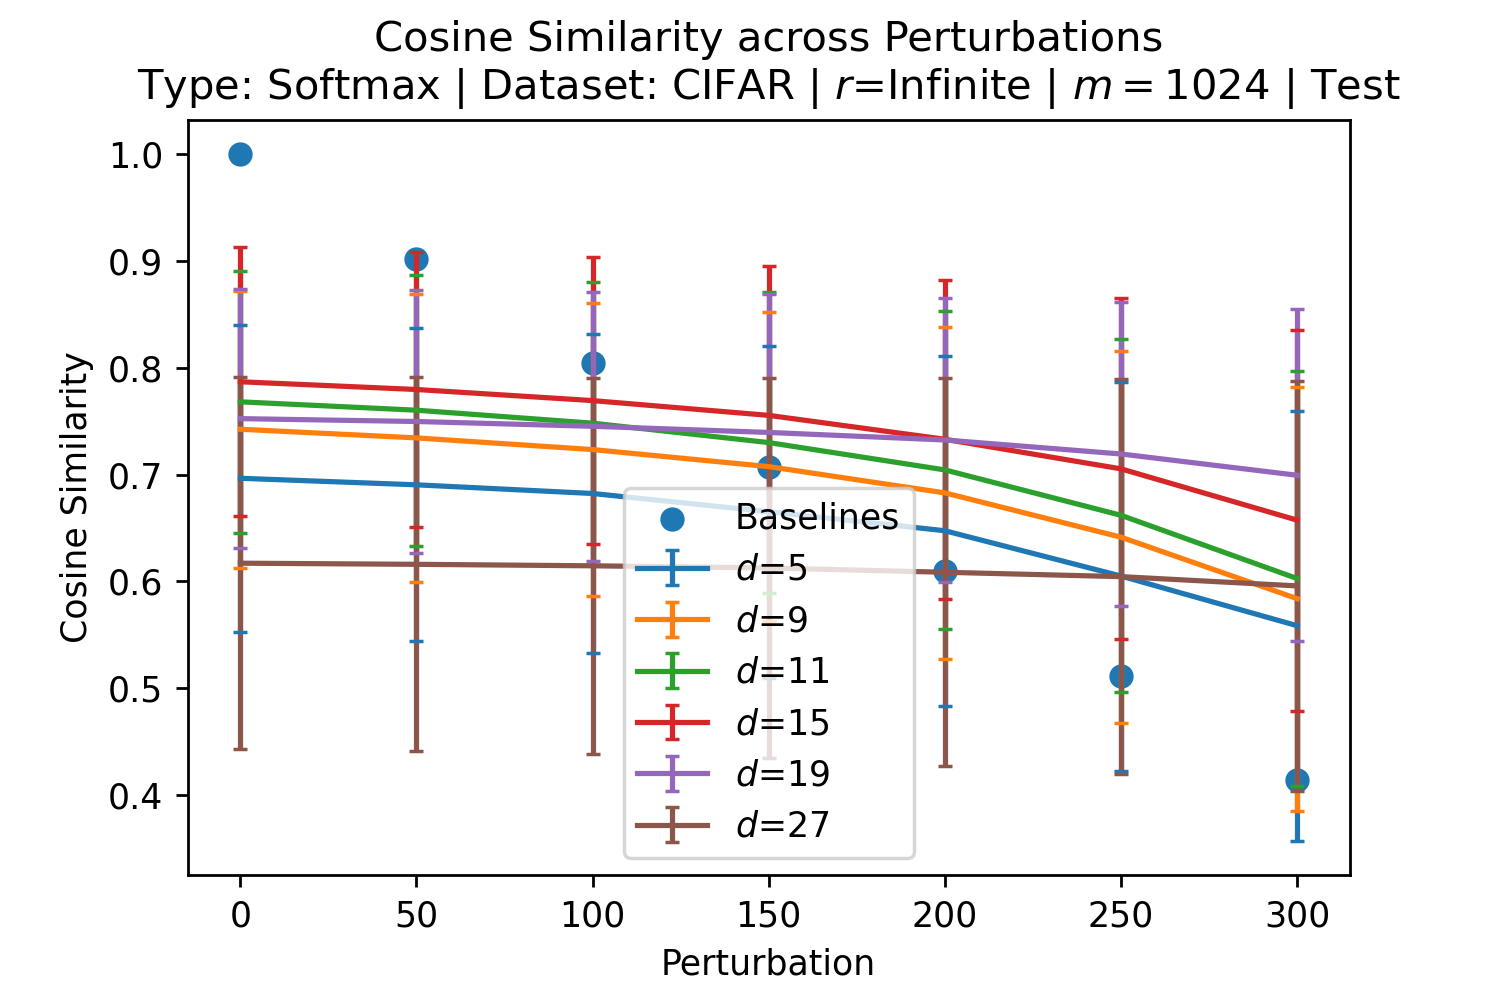 Cosine Similarity across Perturbations
Type: Softmax | Dataset: CIFAR | r=Infinite | m = 1024 | Test
Cosine Similarity
1.0
0.9
0.8
0.7
0.6
0.5
0.4
Baselines
d=5
d=9
d=11
d=15
d=19
d=27
0 50 100 150 200 250 300
Perturbation